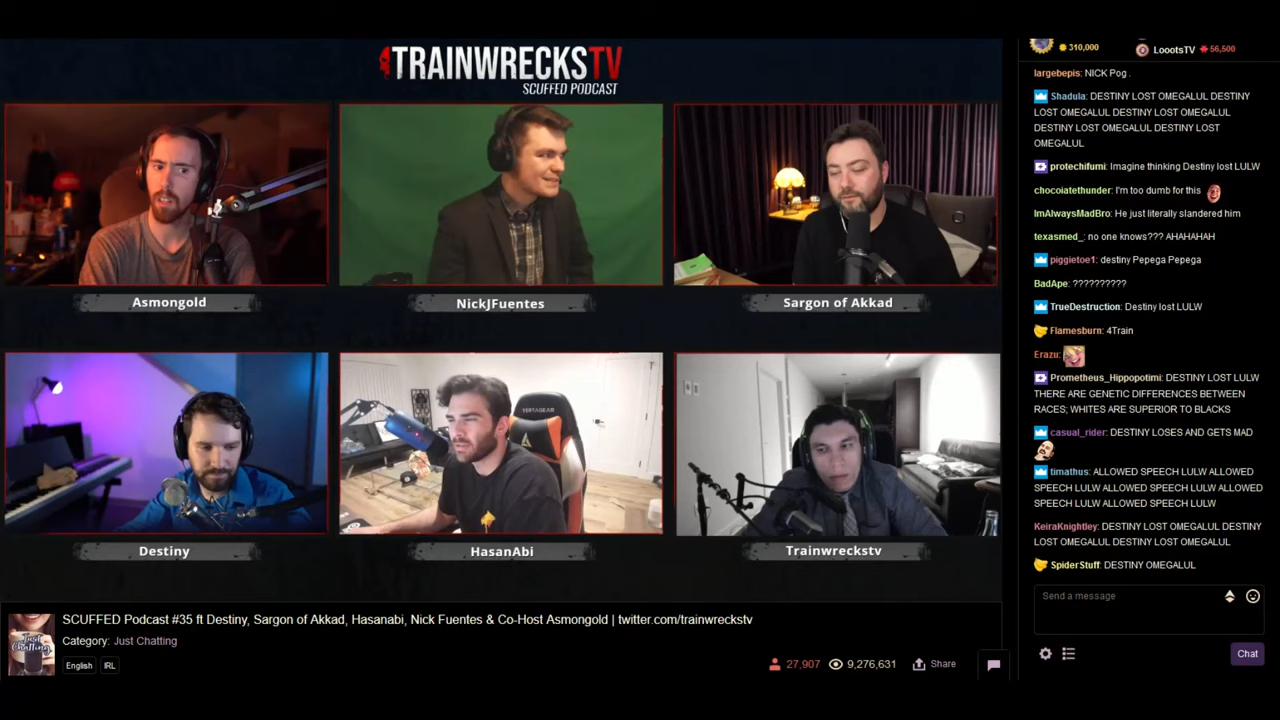 TRAINWRECKSTV
SCUFFED PODCAST
Asmongold
NickJFuentes
Sargon of Akkad
VERTAGEAR
Destiny
HasanAbi
Trainwreckstv
Just
Chatting
SCUFFED Podcast #35 ft Destiny, Sargon of Akkad, Hasanabi, Nick Fuentes & Co-Host Asmongold | twitter.com/trainwreckstv
Category: Just Chatting
English IRL
27,907 9,276,631 Share
310,000 LoootsTV 56,500
largebepis: NICK Pog .
Shadula: DESTINY LOST OMEGALUL DESTINY
LOST OMEGALUL DESTINY LOST OMEGALUL
DESTINY LOST OMEGALUL DESTINY LOST
OMEGALUL
protechifumi: Imagine thinking Destiny lost LULW
chocoiatethunder: I'm too dumb for this
ImAlwaysMadBro: He just literally slandered him
texasmed_: no one knows??? AHAHAHAH
piggietoe1: destiny Pepega Pepega
BadApe: ??????????
TrueDestruction: Destiny lost LULW
Flamesburn: 4Train
Erazu:
Prometheus_Hippopotimi: DESTINY LOST LULW
THERE ARE GENETIC DIFFERENCES BETWEEN
RACES; WHITES ARE SUPERIOR TO BLACKS
casual_rider: DESTINY LOSES AND GETS MAD
timathus: ALLOWED SPEECH LULW ALLOWED
SPEECH LULW ALLOWED SPEECH LULW ALLOWED
SPEECH LULW ALLOWED SPEECH LULW
KeiraKnightley: DESTINY LOST OMEGALUL DESTINY
LOST OMEGALUL DESTINY LOST OMEGALUL
SpiderStuff: DESTINY OMEGALUL
Send a message
Chat